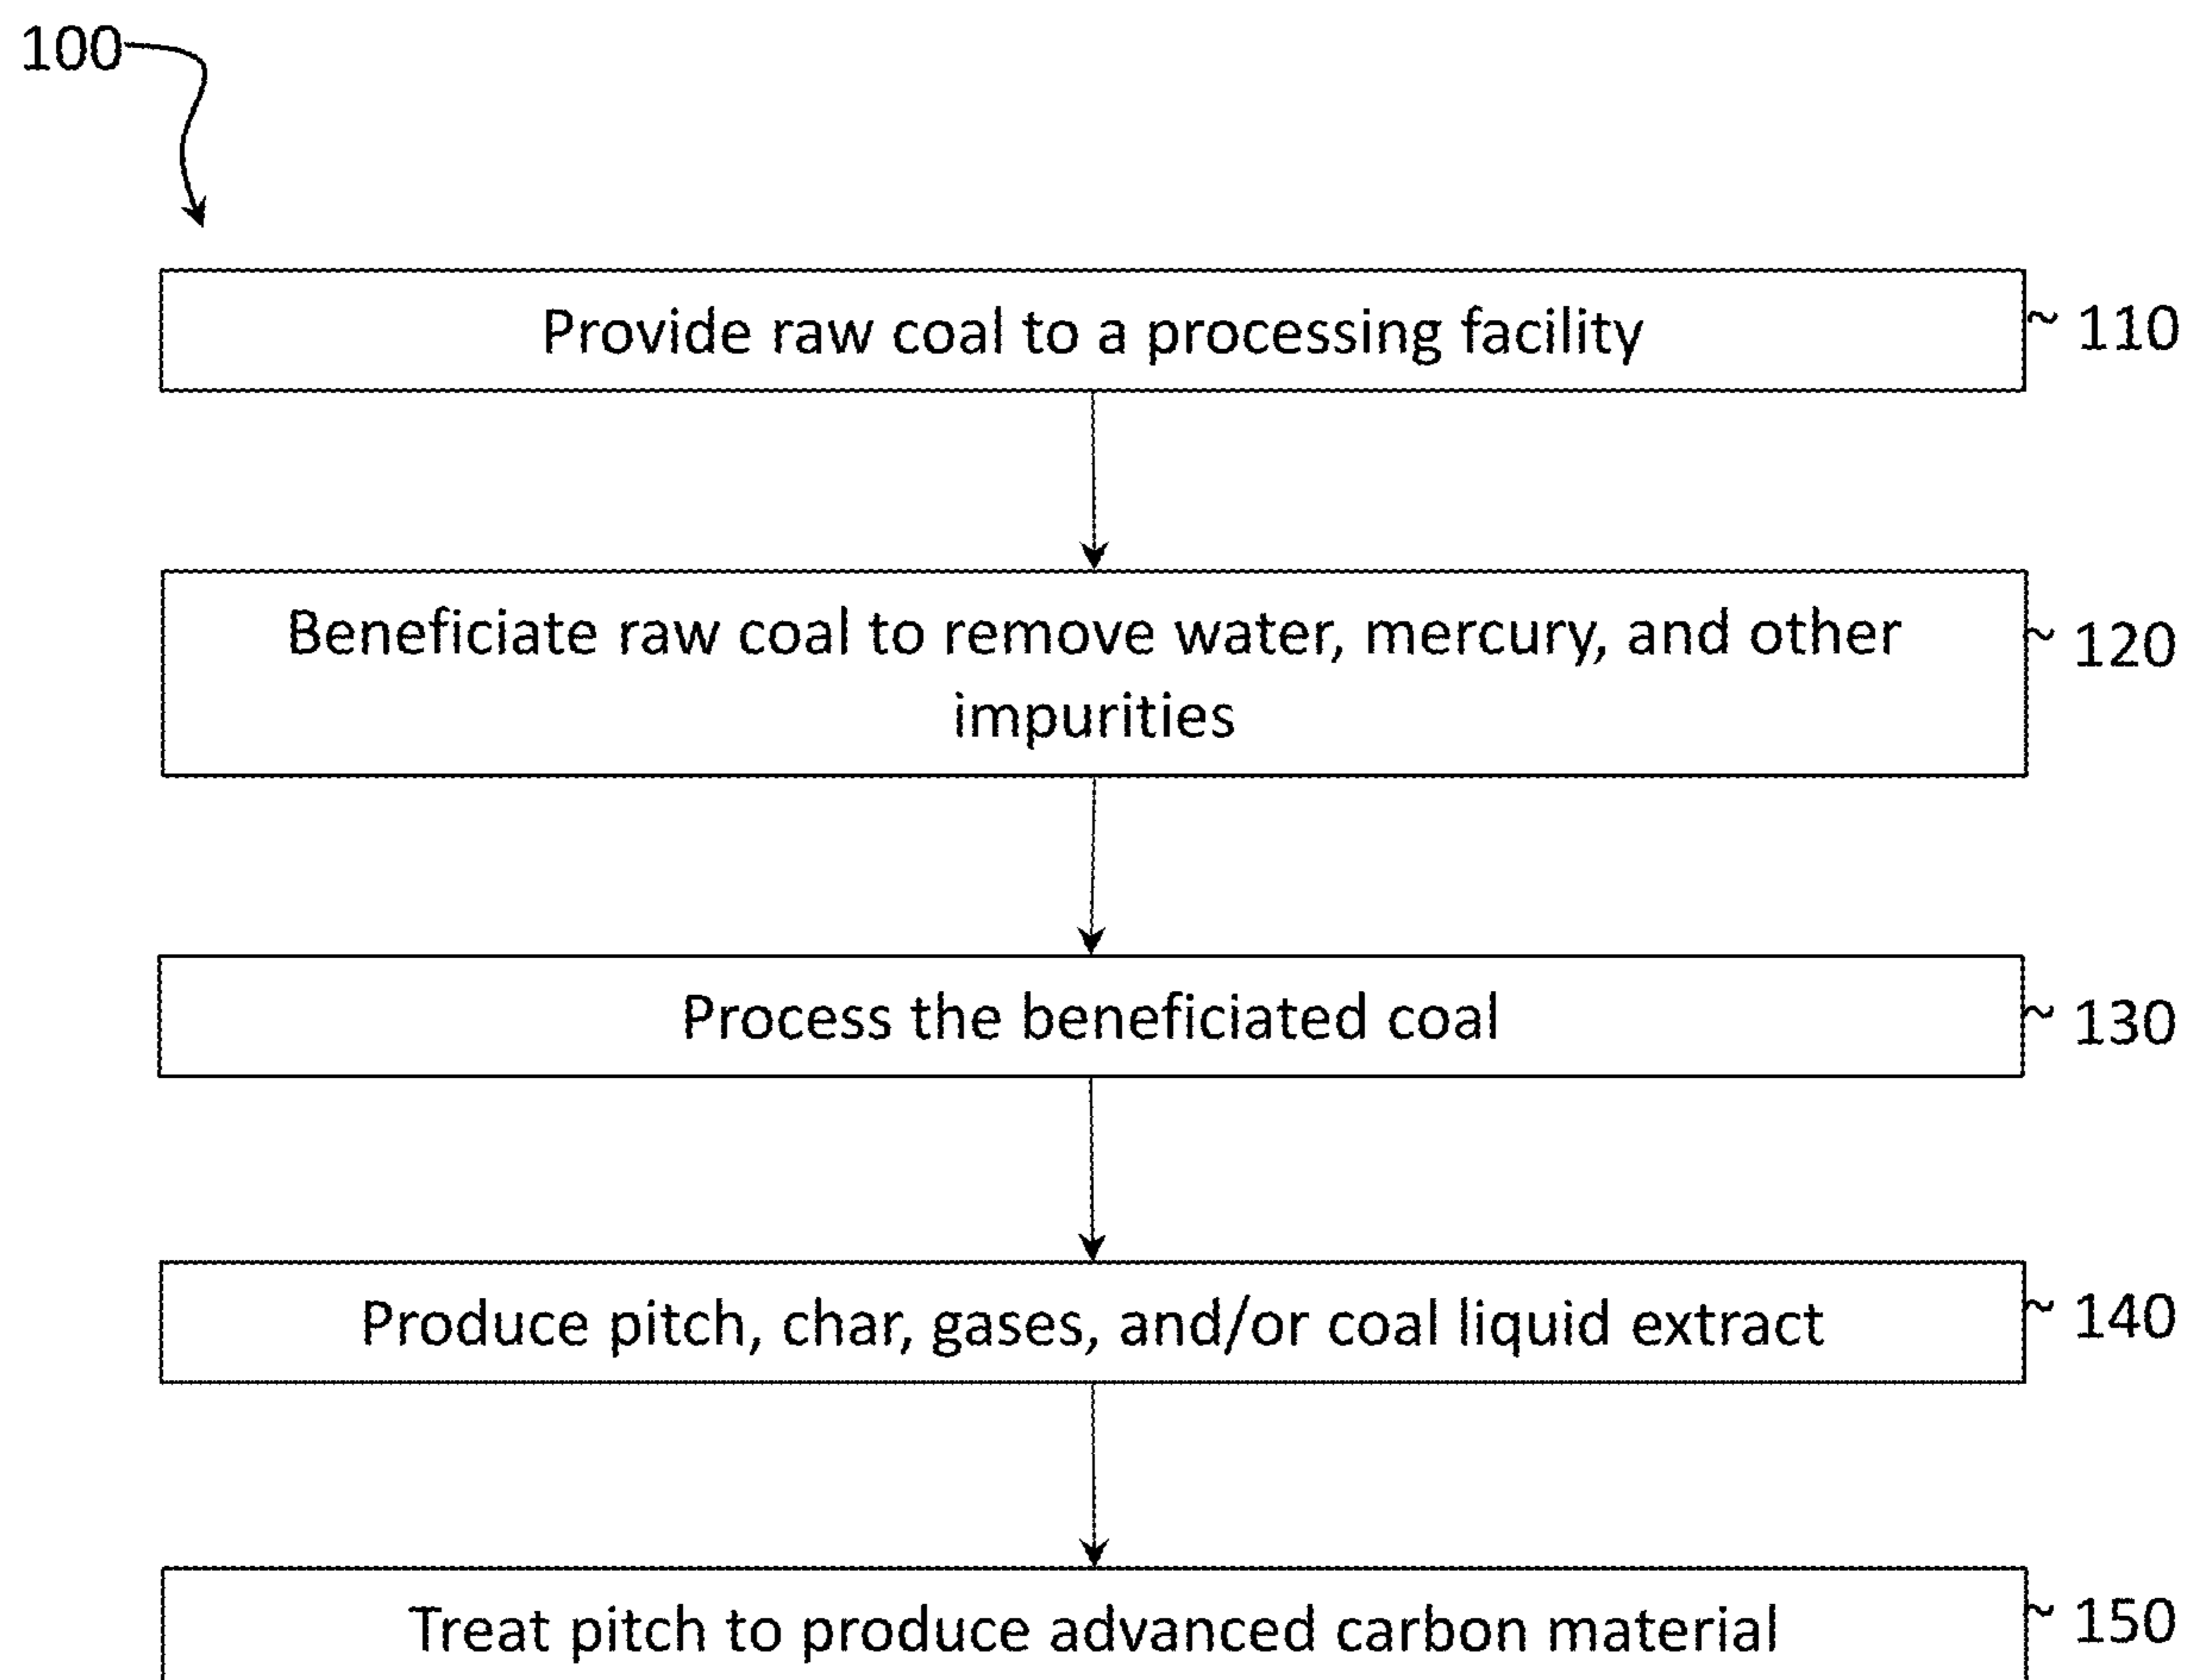 100
Provide raw coal to a processing facility
110
Beneficiate raw coal to remove water, mercury, and other
impurities
120
Process the beneficiated coal
130
Produce pitch, char, gases, and/or coal liquid extract
140
Treat pitch to produce advanced carbon material
150